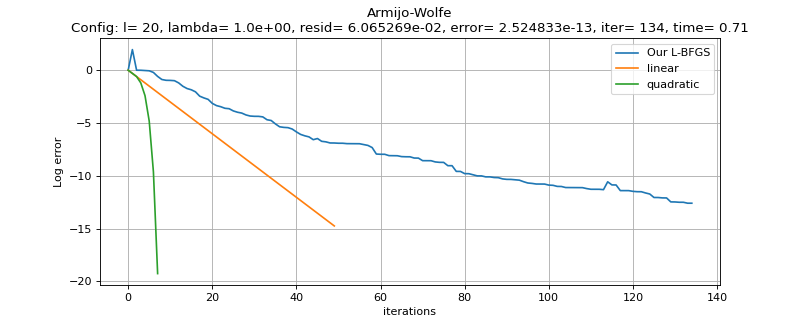 Armijo-Wolfe
Config: l= 20, lambda= 1.0e+00, resid= 6.065269e-02, error= 2.524833e-13, iter= 134, time= 0.71
Our L-BFGS
linear
quadratic
Log error
0
−5
−10
−15
−20
0 20 40 60 80 100 120 140
iterations